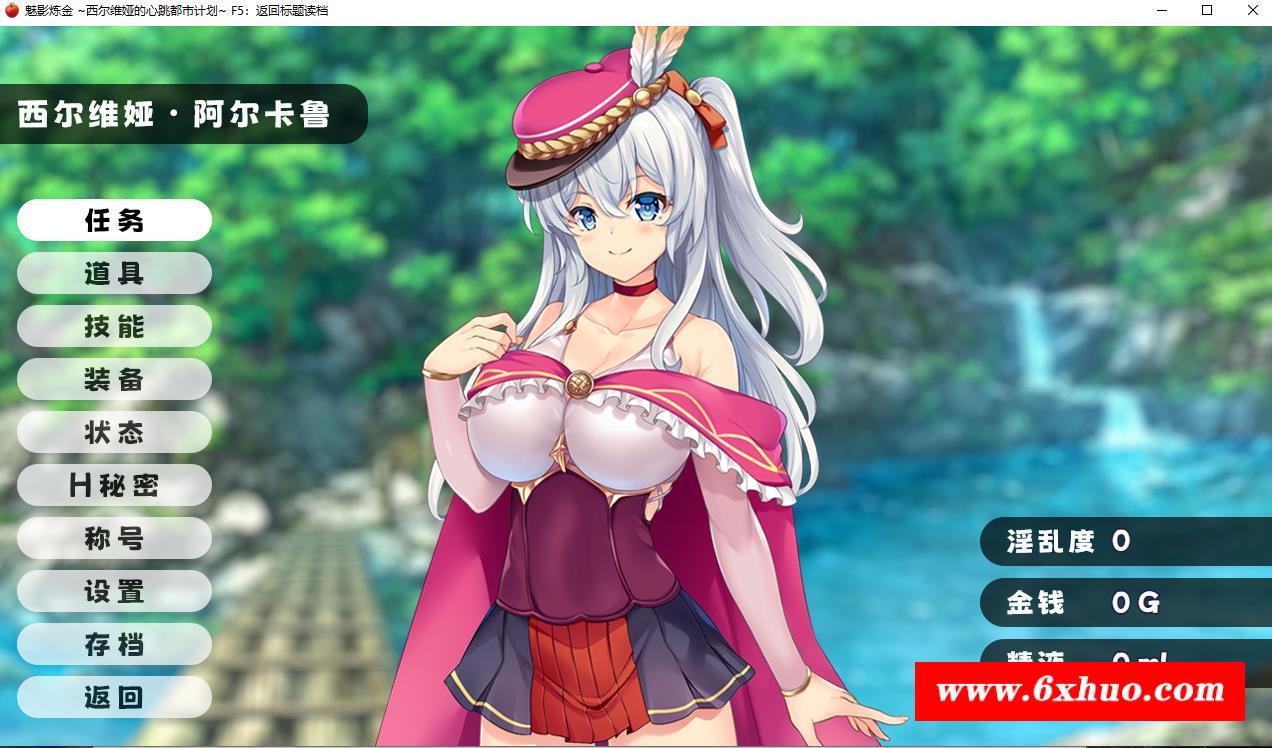 魅影炼金 ~西尔维娅的心跳都市计划~ F5：返回标题读档
西尔维娅·阿尔卡鲁
任务
道具
技能
装备
状态
H秘密
称号
设置
存档
返回
淫乱度 0
金钱 0G
精液 0ml
www.6xhuo.com